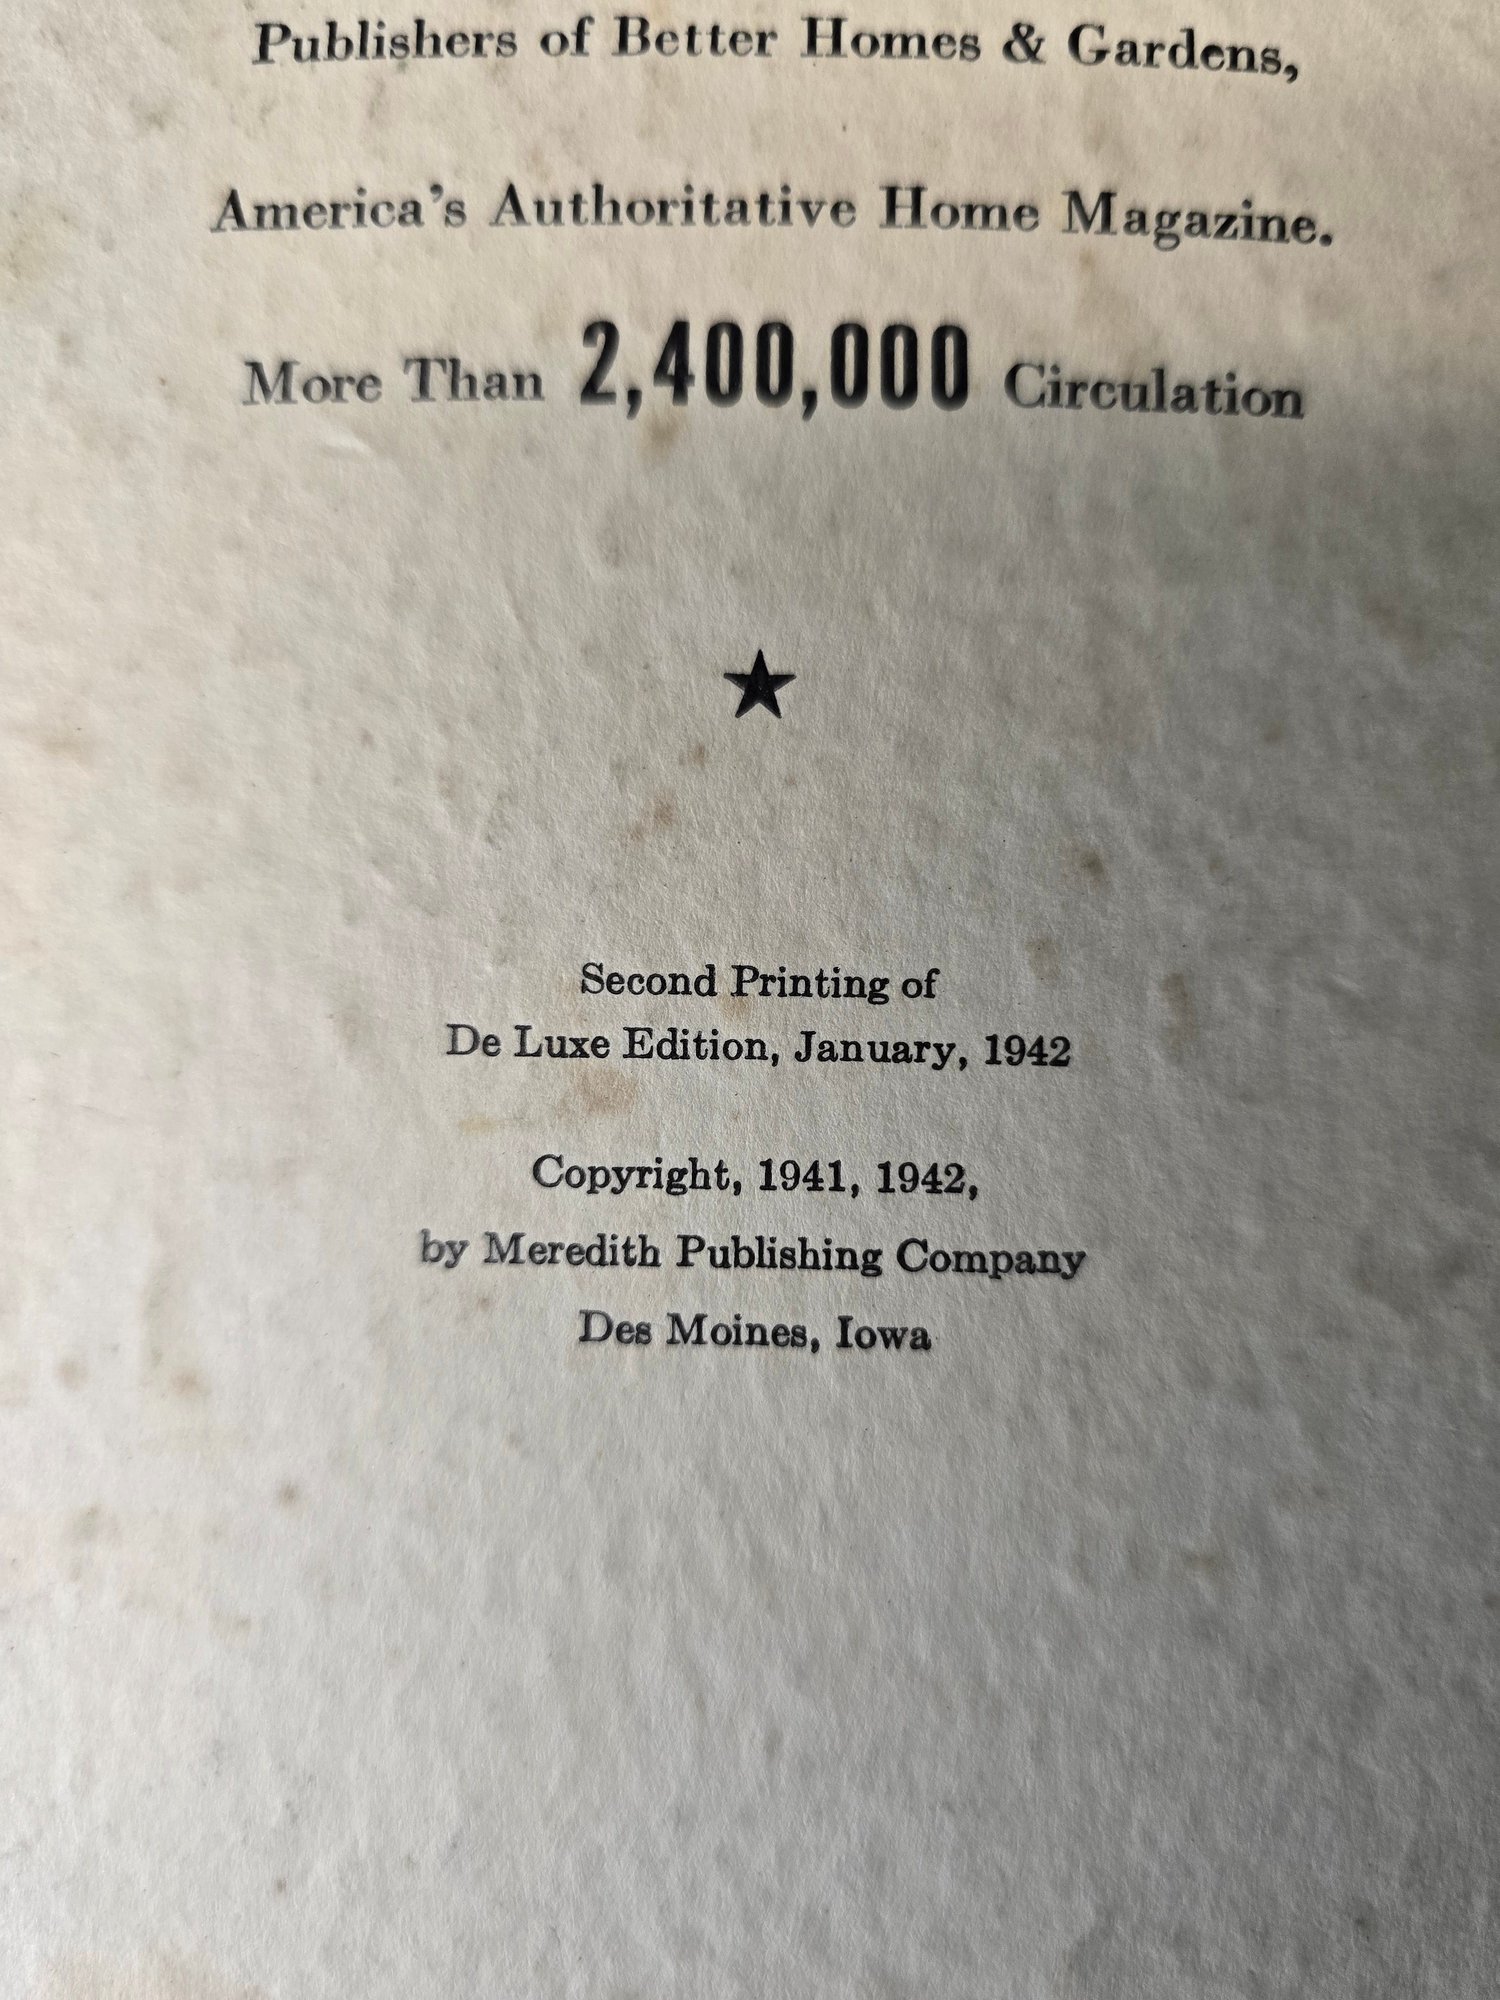 Publishers of Better Homes & Gardens,
America's Authoritative Home Magazine.
More Than 2,400,000 Circulation
Second Printing of
De Luxe Edition, January, 1942
Copyright, 1941, 1942,
by Meredith Publishing Company
Des Moines, Iowa